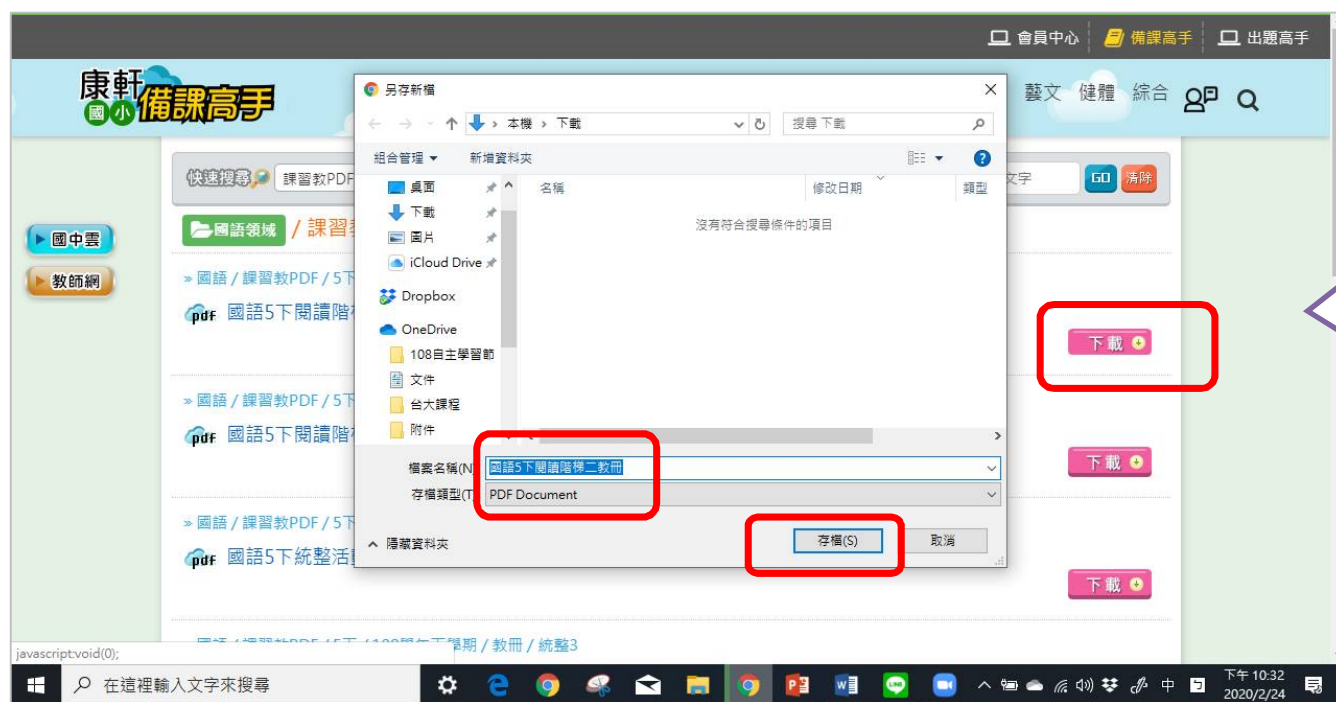 會員中心 備課高手 出題高手
康軒
國小 備課高手
藝文 健體 綜合
另存新檔
本機 › 下載
搜尋 下載
組合管理 新增資料夾
桌面
下載
圖片
iCloud Drive
Dropbox
OneDrive
108自主學習節
文件
台大課程
附件
名稱 修改日期 類型
沒有符合搜尋條件的項目
檔案名稱(N 國語5下閱讀階梯二教冊
存檔類型(T PDF Document
隱藏資料夾 存檔(S) 取消
快速搜尋 課習教PDF 文字 GO 清除
國中雲
教師網
國語領域 / 課習
» 國語 / 課習教PDF / 5下
pdf 國語5下閱讀階
下載
» 國語 / 課習教PDF / 5下
pdf 國語5下閱讀階
下載
» 國語 / 課習教PDF / 5下
pdf 國語5下統整活
下載
學期 / 教冊 / 統整3
javascript:void(0);
在這裡輸入文字來搜尋
中
下午 10:32
2020/2/24